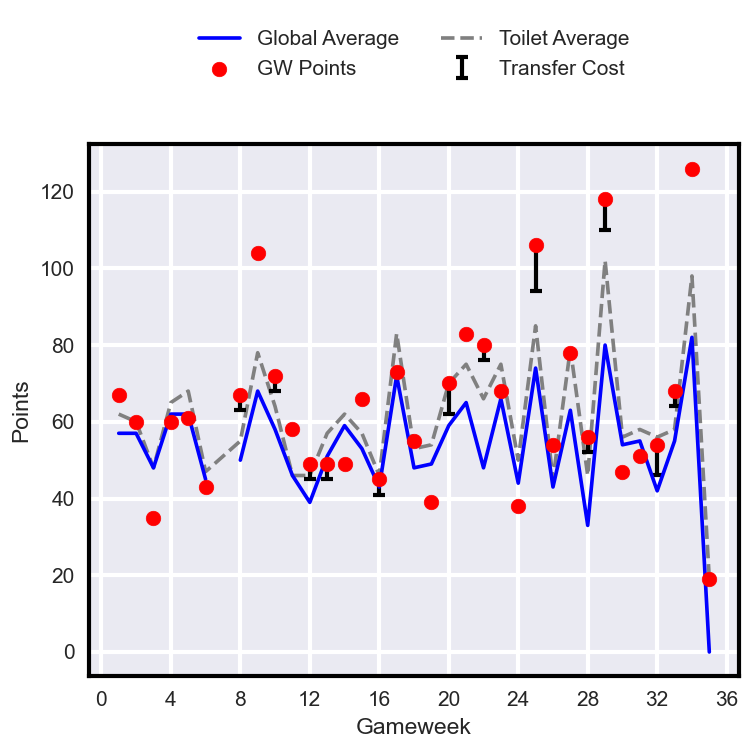 Global Average
GW Points
Toilet Average
Transfer Cost
Points
120
100
80
60
40
20
0
0 4 8 12 16 20 24 28 32 36
Gameweek